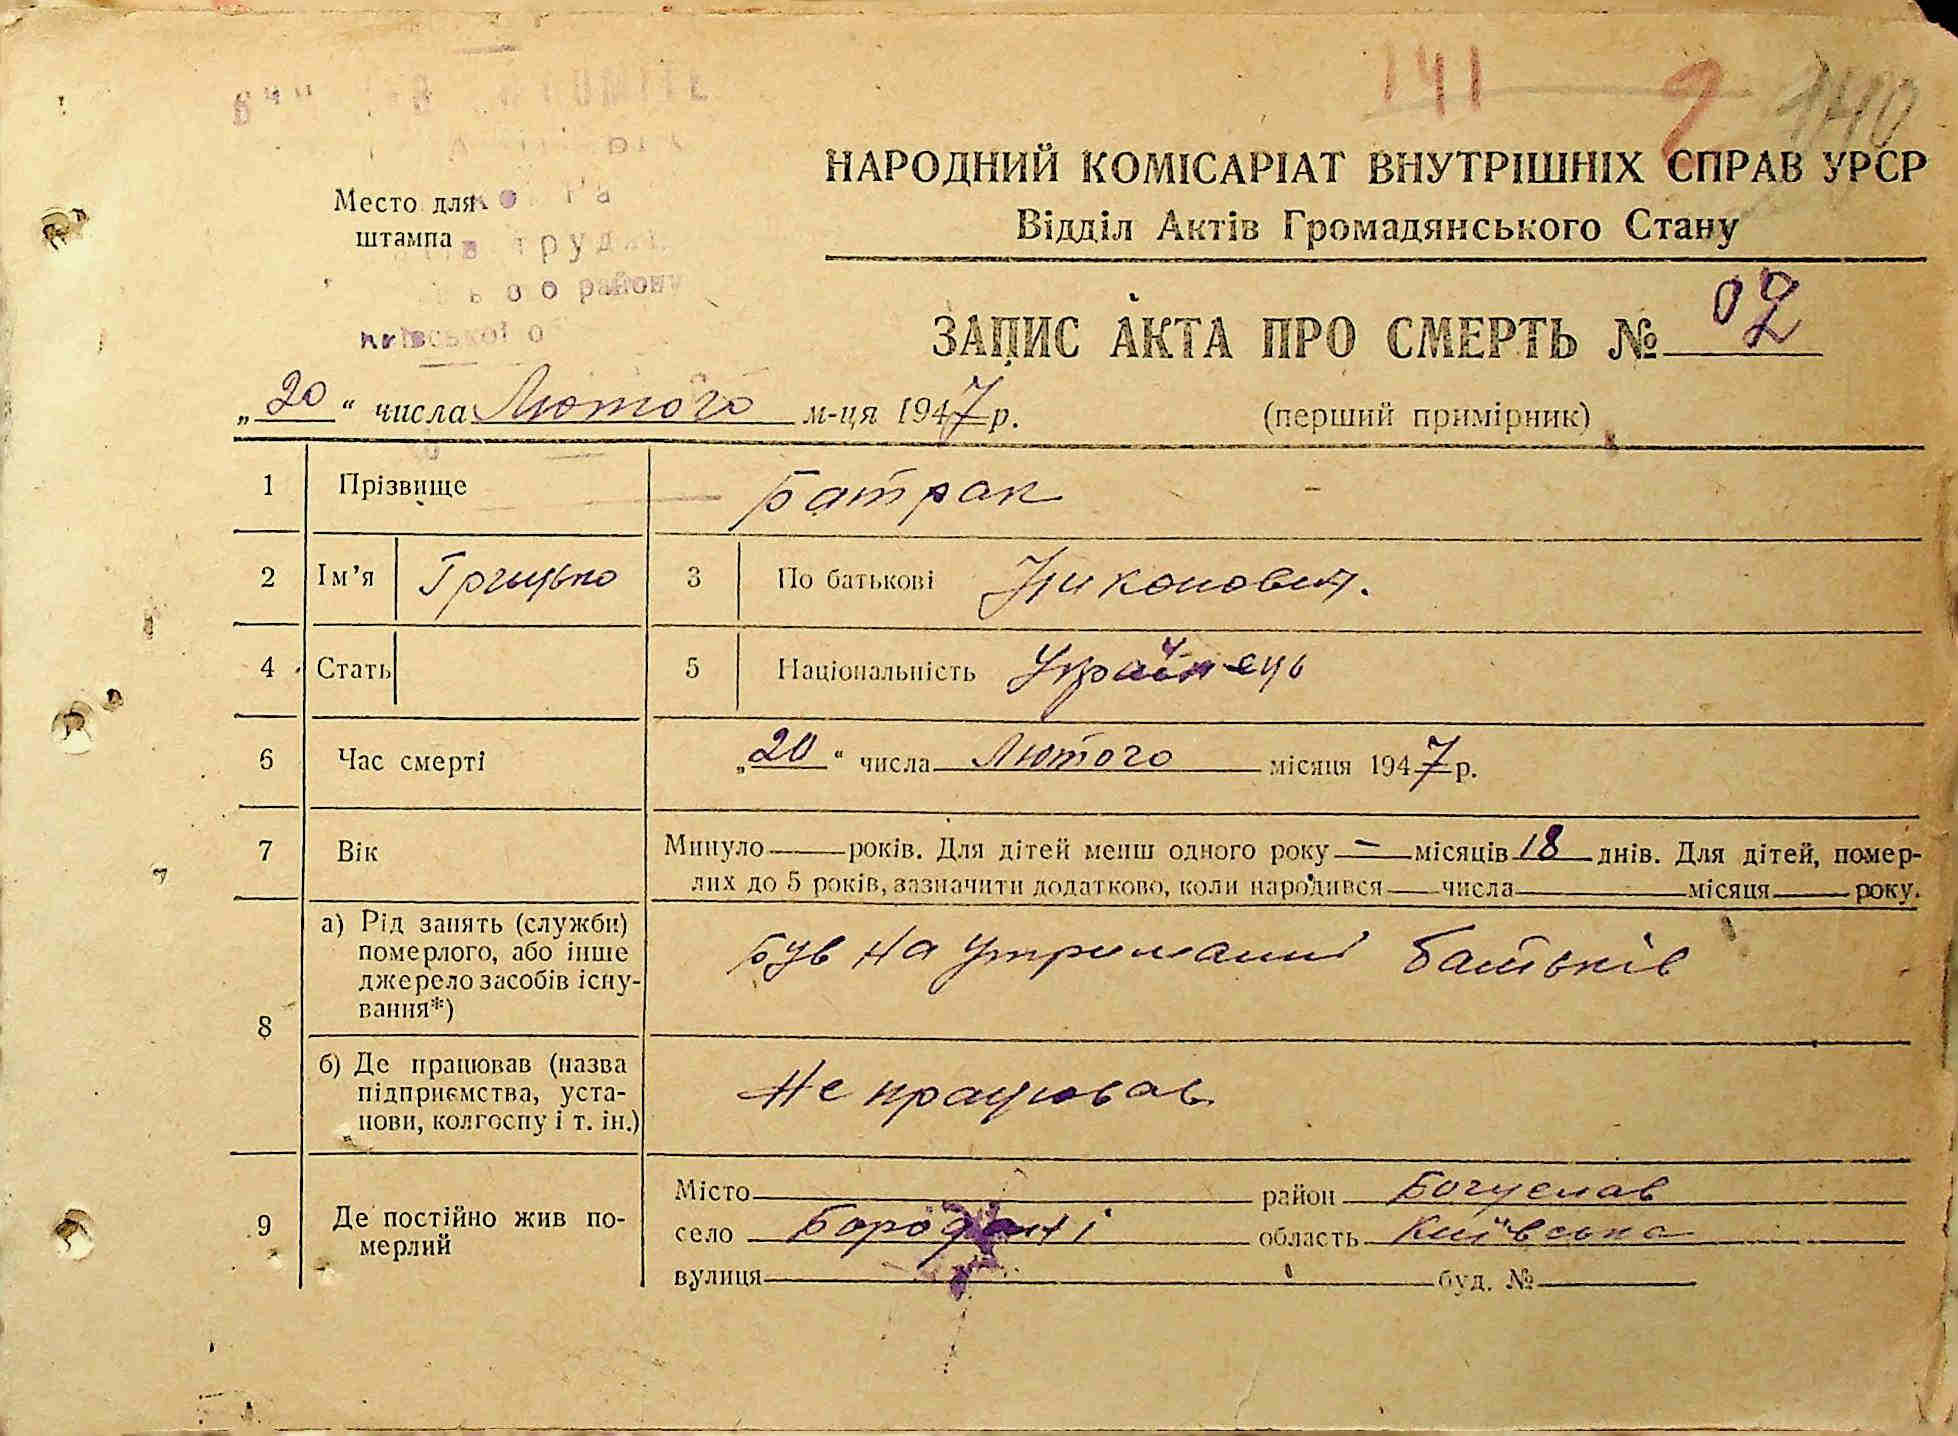 141 2 140
НАРОДНИЙ КОМІСАРІАТ ВНУТРІШНІХ СПРАВ УРСР
Відділ Актів Громадянського Стану
Место для
штампа
району
київської о
ЗАПИС АКТА ПРО СМЕРТЬ № 02
„20“ числа Лютого м-ця 1947 р. (перший примірник)
1 Прізвище Батрак
2 Ім’я Грицько 3 По батькові Никонович.
4 Стать 5 Національність Українець
6 Час смерті „20“ числа Лютого місяця 1947 р.
7 Вік Минуло — років. Для дітей менш одного року — місяців 18 днів. Для дітей, помер-
лих до 5 років, зазначити додатково, коли народився — числа — місяця — року.
8 а) Рід занять (служби)
померлого, або інше
джерело засобів існу-
вання*)
Був на утриманні батьків
б) Де працював (назва
підприємства, уста-
нови, колгоспу і т. ін.)
Не працював
9 Де постійно жив по-
мерлий
Місто район Богуслав
село Бородані область Київська
вулиця буд. №